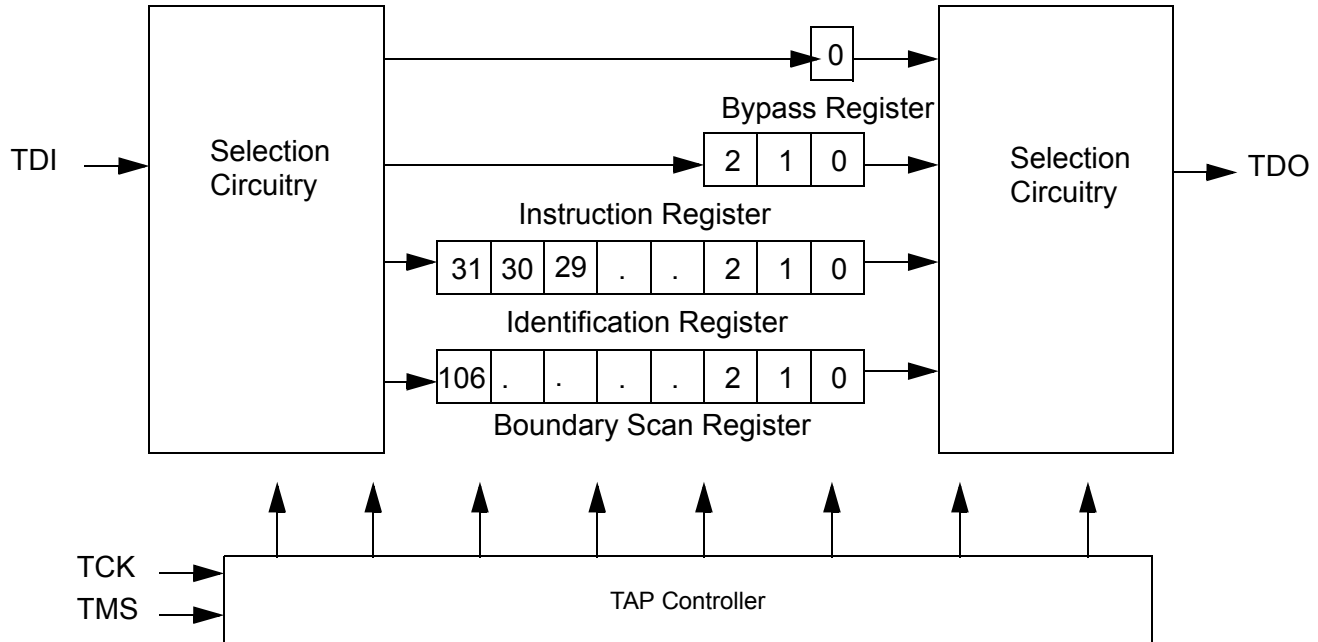 0
Bypass Register
TDI
Selection
Circuitry
2 1 0
Selection
Circuitry
TDO
Instruction Register
31 30 29 . . 2 1 0
Identification Register
106 . . . . 2 1 0
Boundary Scan Register
TCK
TMS
TAP Controller